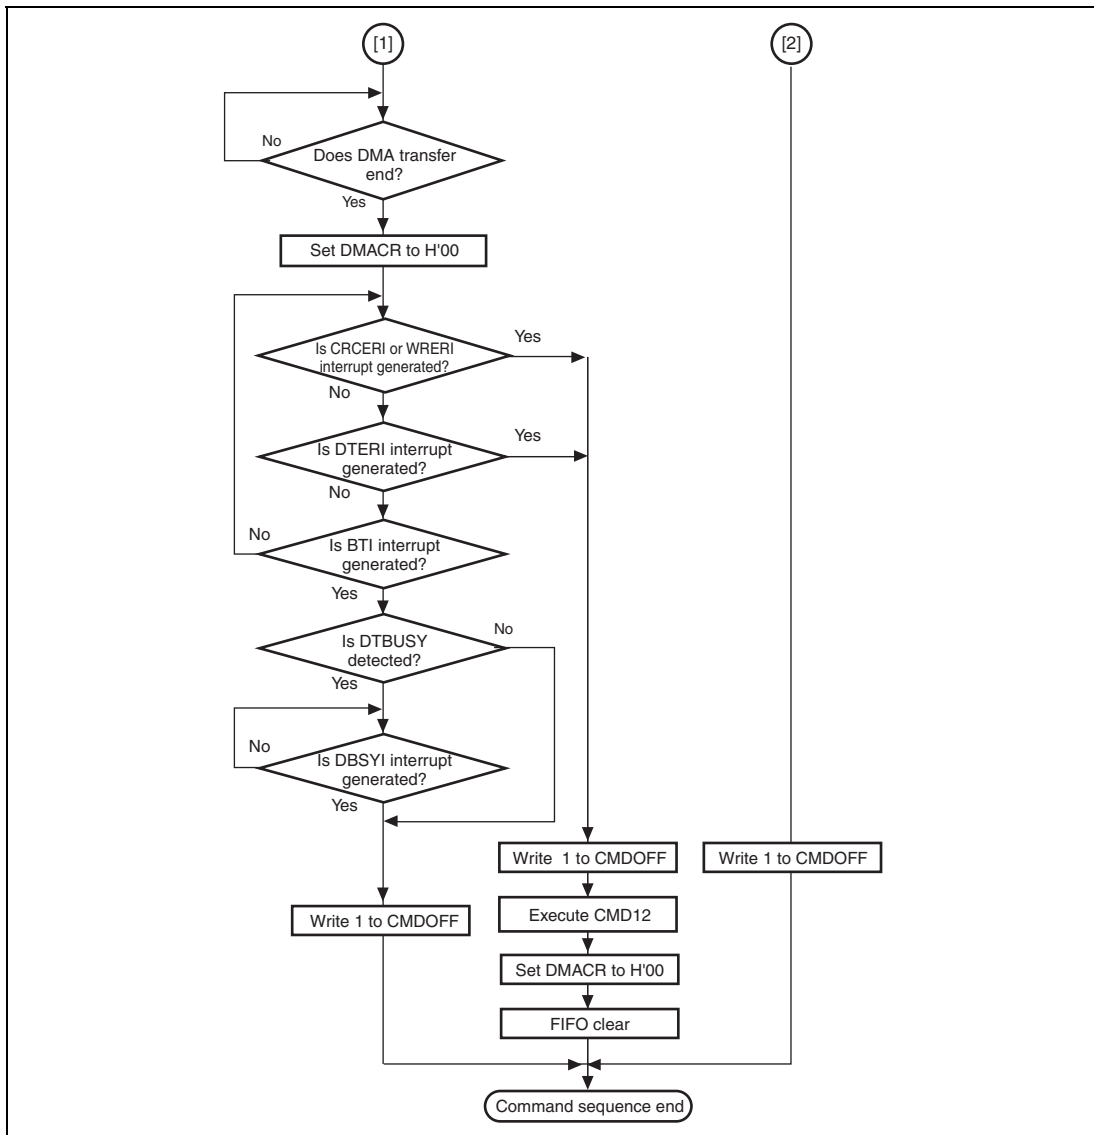 [1]
[2]
No
Does DMA transfer
end?
Yes
Set DMACR to H'00
Is CRCERI or WRERI
interrupt generated?
Yes
No
Is DTERI interrupt
generated?
Yes
No
Is BTI interrupt
generated?
No
Yes
Is DTBUSY
detected?
No
Yes
Is DBSYI interrupt
generated?
No
Yes
Write 1 to CMDOFF
Write 1 to CMDOFF
Write 1 to CMDOFF
Execute CMD12
Set DMACR to H'00
FIFO clear
Command sequence end